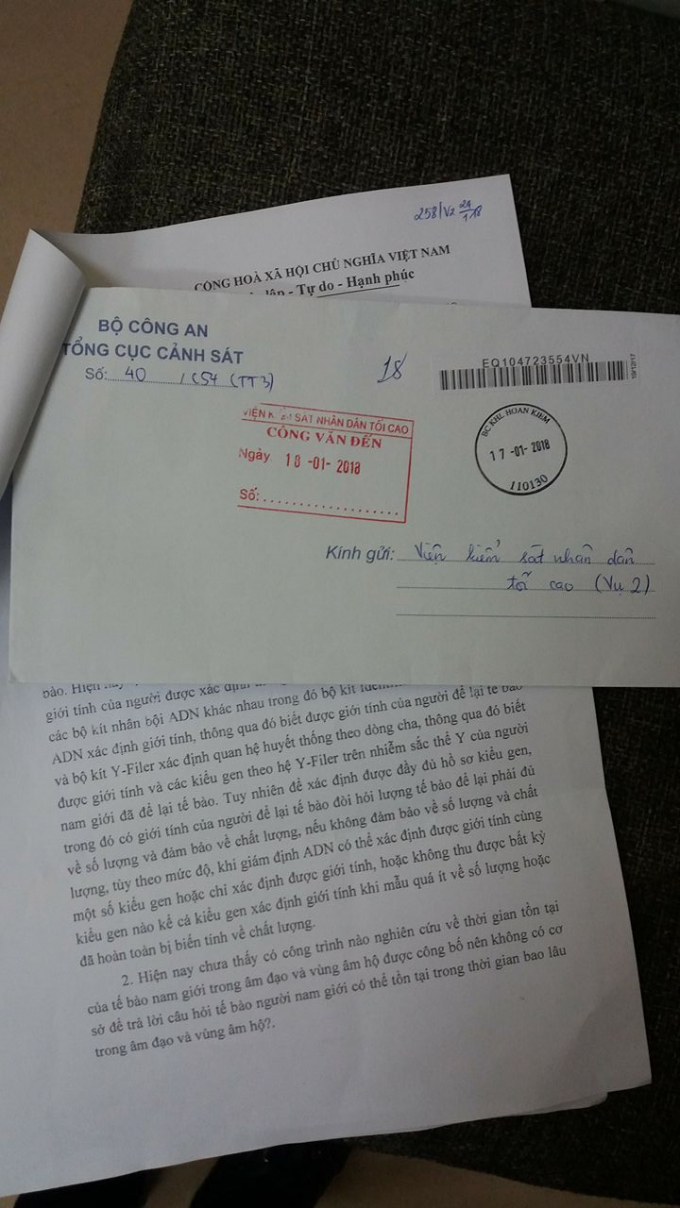 258/V2 24/1/18
CỘNG HOÀ XÃ HỘI CHỦ NGHĨA VIỆT NAM
- Tự do - Hạnh phúc
BỘ CÔNG AN
TỔNG CỤC CẢNH SÁT
Số: 40 / C54 (TT3)
18
EQ104723554VN
19/12/17
VIỆN SÁT NHÂN DÂN TỐI CAO
CÔNG VĂN ĐẾN
Ngày 18-01-2018
Số:....................
BC KHL HOAN KIEM
17-01-2018
110130
Kính gửi: Viện kiểm sát nhân dân
tối cao (Vụ 2)
bào. Hiện nay
giới tính của người được xác định
các bộ kít nhân bội ADN khác nhau trong đó bộ kít
ADN xác định giới tính, thông qua đó biết được giới tính của người để lại tế bào
và bộ kít Y-Filer xác định quan hệ huyết thống theo dòng cha, thông qua đó biết
được giới tính và các kiểu gen theo hệ Y-Filer trên nhiễm sắc thể Y của người
nam giới đã để lại tế bào. Tuy nhiên để xác định được đầy đủ hồ sơ kiểu gen,
trong đó có giới tính của người để lại tế bào đòi hỏi lượng tế bào để lại phải đủ
về số lượng và đảm bảo về chất lượng, nếu không đảm bảo về số lượng và chất
lượng, tùy theo mức độ, khi giám định ADN có thể xác định được giới tính cùng
một số kiểu gen hoặc chỉ xác định được giới tính, hoặc không thu được bất kỳ
kiểu gen nào kể cả kiểu gen xác định giới tính khi mẫu quá ít về số lượng hoặc
đã hoàn toàn bị biến tính về chất lượng.
2. Hiện nay chưa thấy có công trình nào nghiên cứu về thời gian tồn tại
của tế bào nam giới trong âm đạo và vùng âm hộ được công bố nên không có cơ
sở để trả lời câu hỏi tế bào người nam giới có thể tồn tại trong thời gian bao lâu
trong âm đạo và vùng âm hộ?.